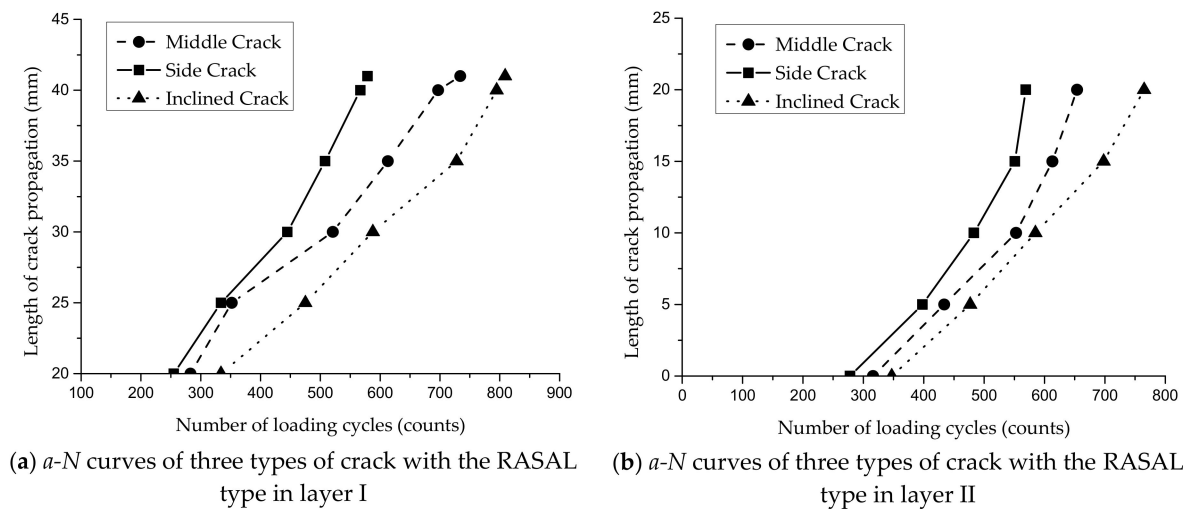 45
40
35
30
25
20
Length of crack propagation (mm)
Middle Crack
Side Crack
Inclined Crack
100 200 300 400 500 600 700 800 900
Number of loading cycles (counts)
(a) a-N curves of three types of crack with the RASAL
type in layer I
25
20
15
10
5
0
Length of crack propagation (mm)
Middle Crack
Side Crack
Inclined Crack
0 100 200 300 400 500 600 700 800
Number of loading cycles (counts)
(b) a-N curves of three types of crack with the RASAL
type in layer II